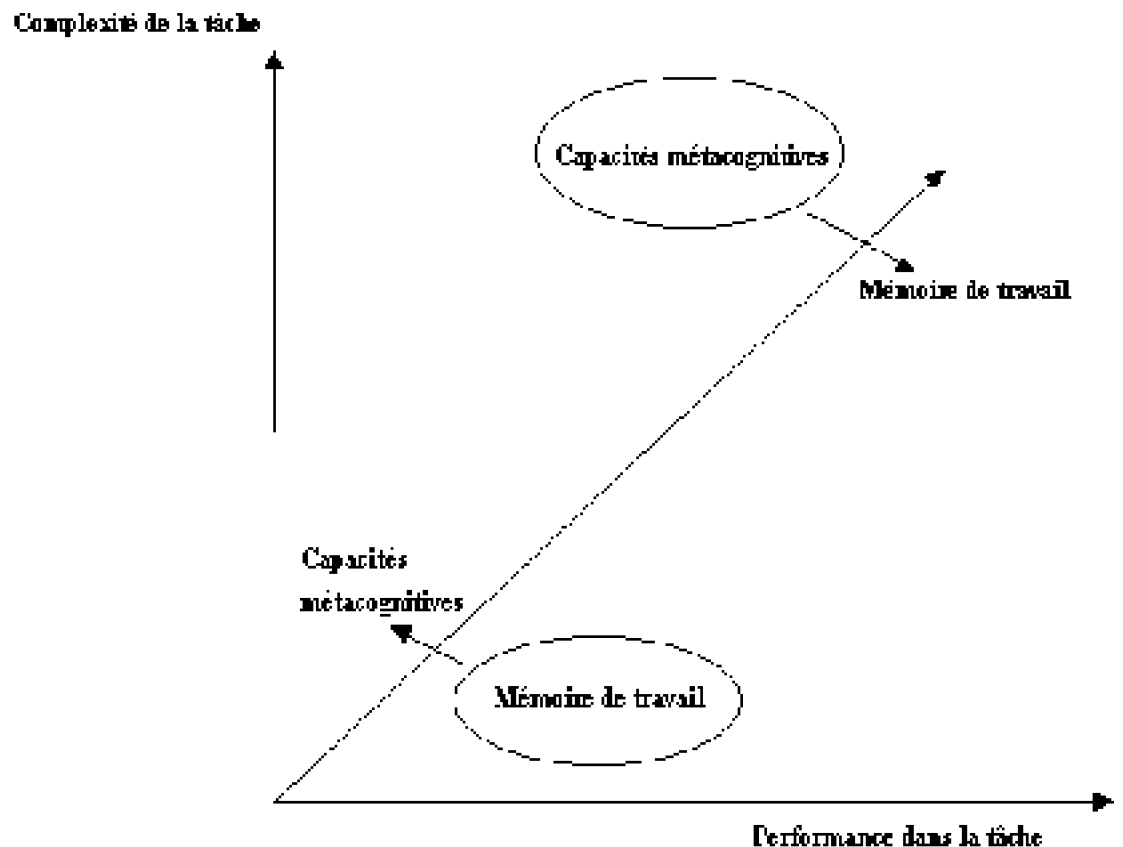 Complexité de la tâche
Capacités métacognitives
Mémoire de travail
Capacités
métacognitives
Mémoire de travail
Performance dans la tâche